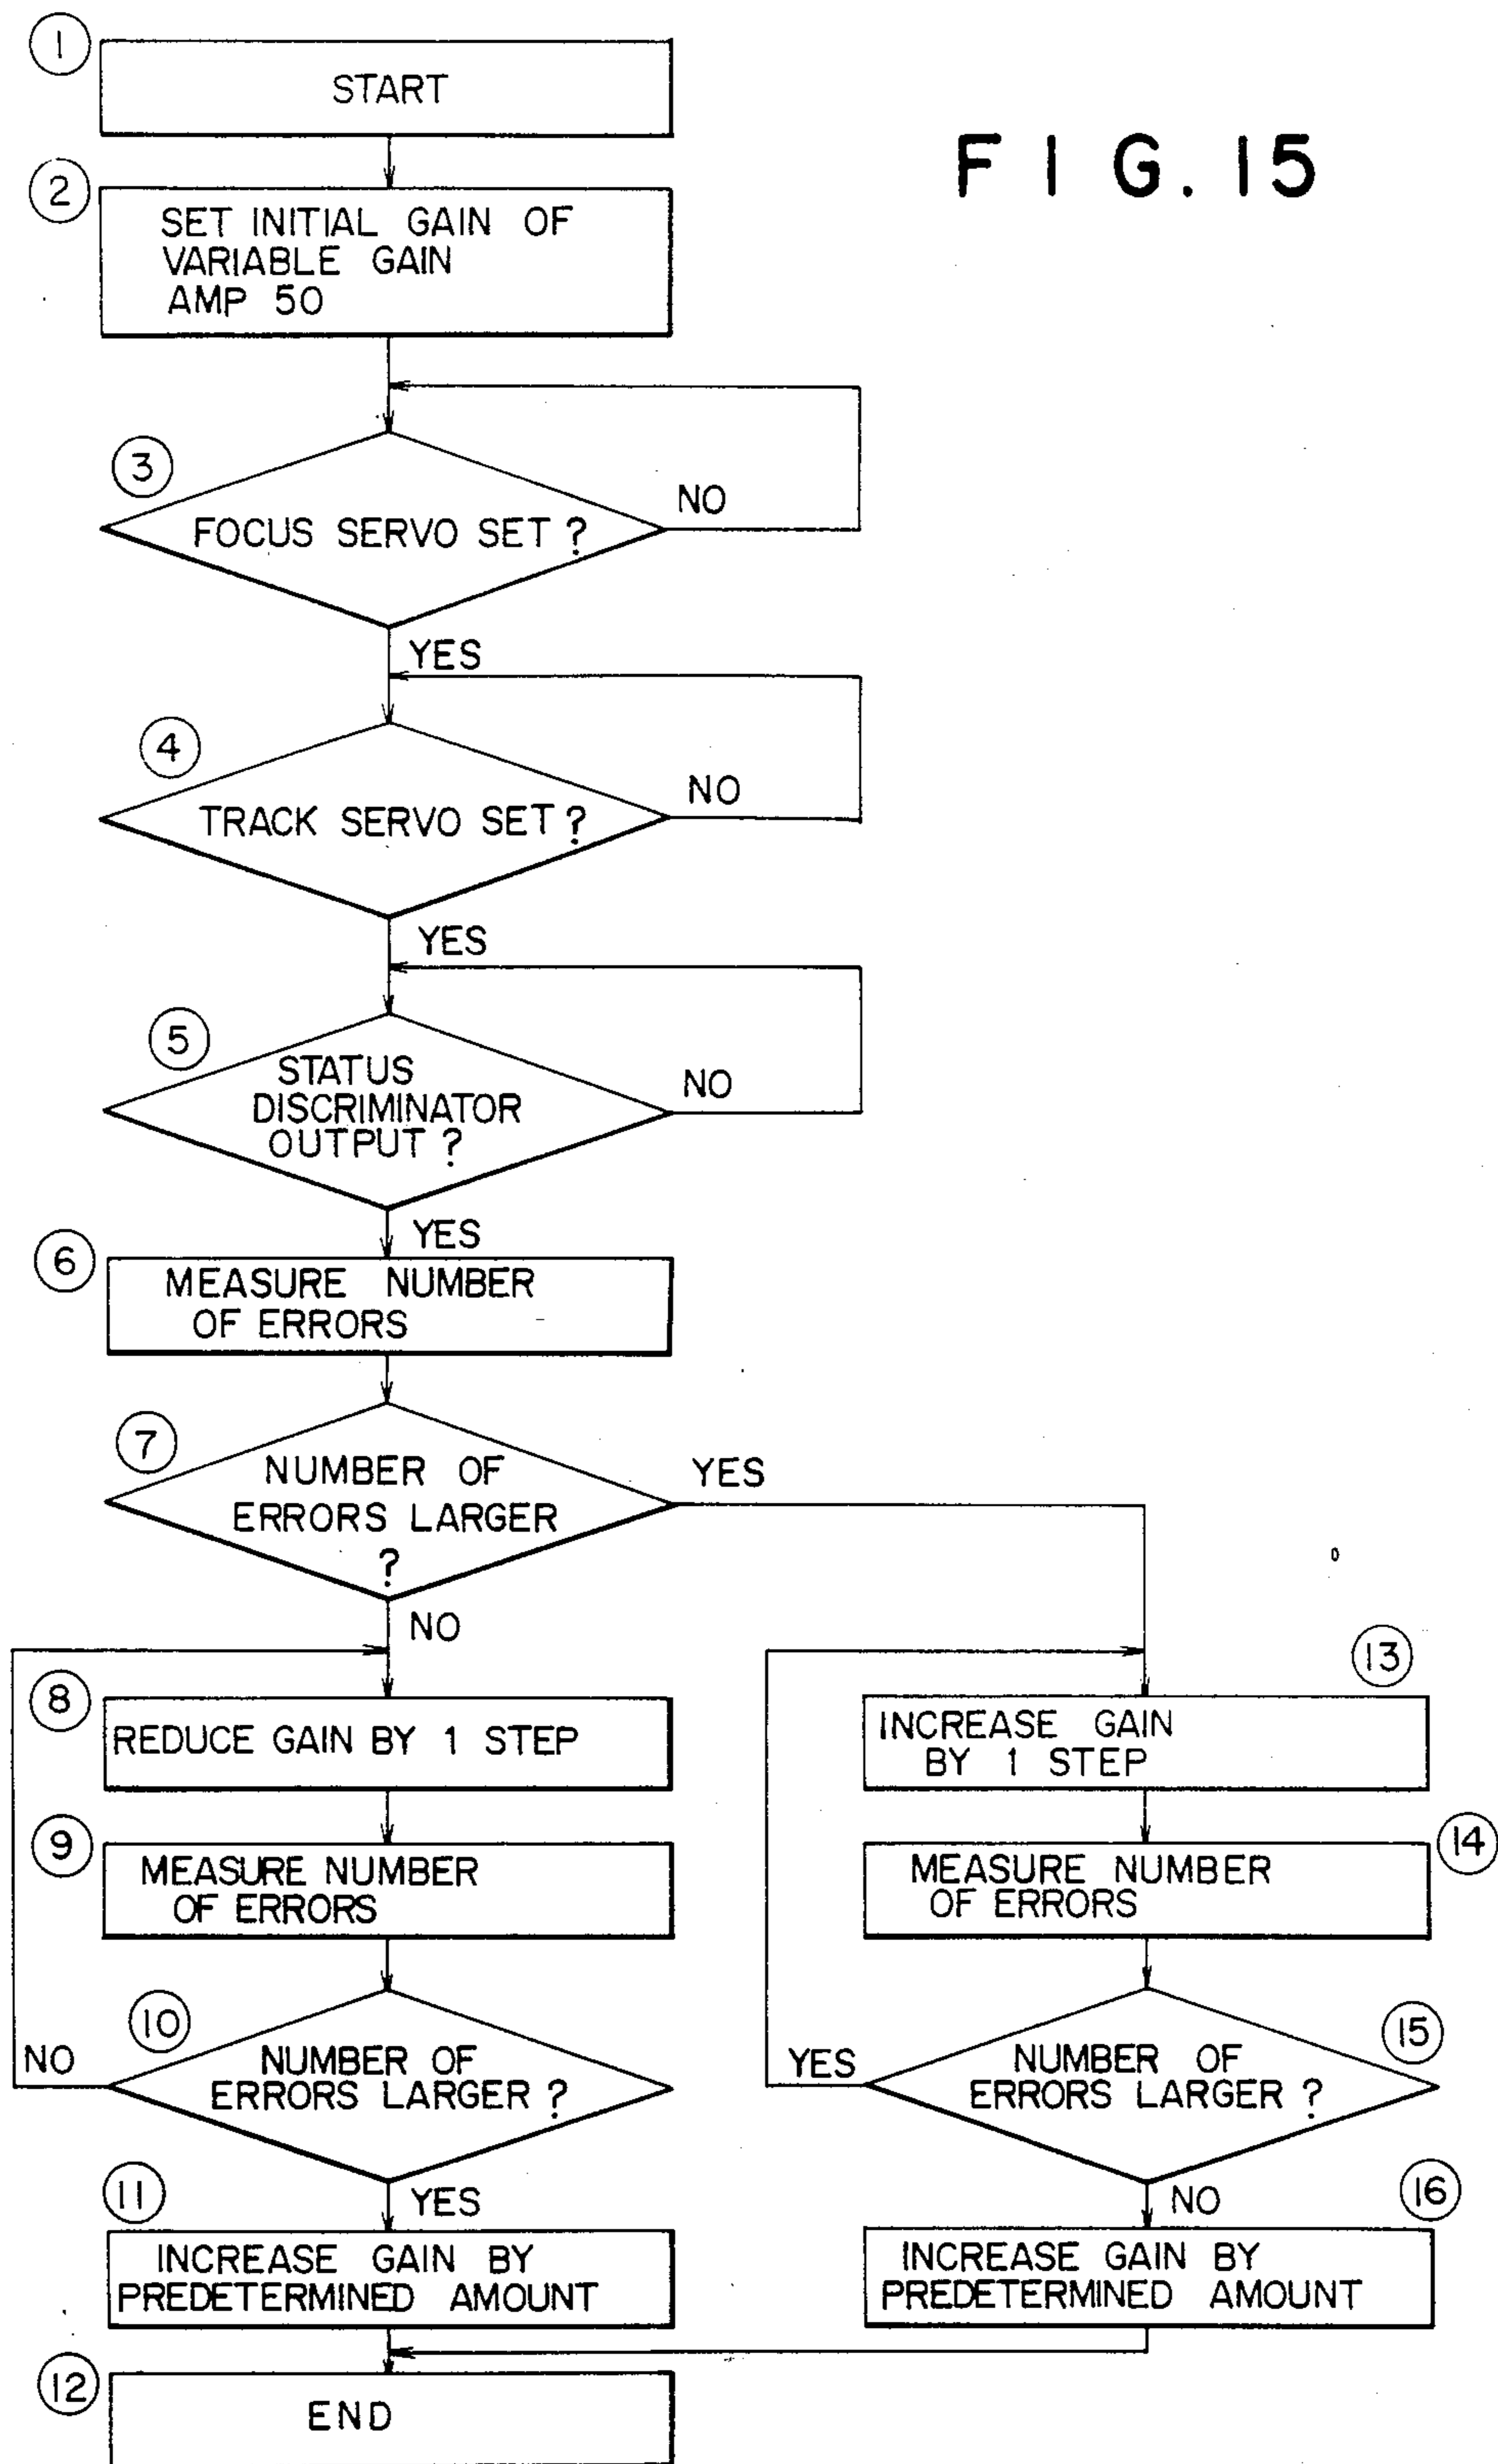 1
START
FIG. 15
2
SET INITIAL GAIN OF
VARIABLE GAIN
AMP 50
3
FOCUS SERVO SET ?
NO
YES
4
TRACK SERVO SET ?
NO
YES
5
STATUS
DISCRIMINATOR
OUTPUT ?
NO
YES
6
MEASURE NUMBER
OF ERRORS
7
NUMBER OF
ERRORS LARGER
?
YES
NO
8
REDUCE GAIN BY 1 STEP
9
MEASURE NUMBER
OF ERRORS
10
NUMBER OF
ERRORS LARGER ?
NO
YES
11
INCREASE GAIN BY
PREDETERMINED AMOUNT
12
END
13
INCREASE GAIN
BY 1 STEP
14
MEASURE NUMBER
OF ERRORS
15
NUMBER OF
ERRORS LARGER ?
YES
NO
16
INCREASE GAIN BY
PREDETERMINED AMOUNT